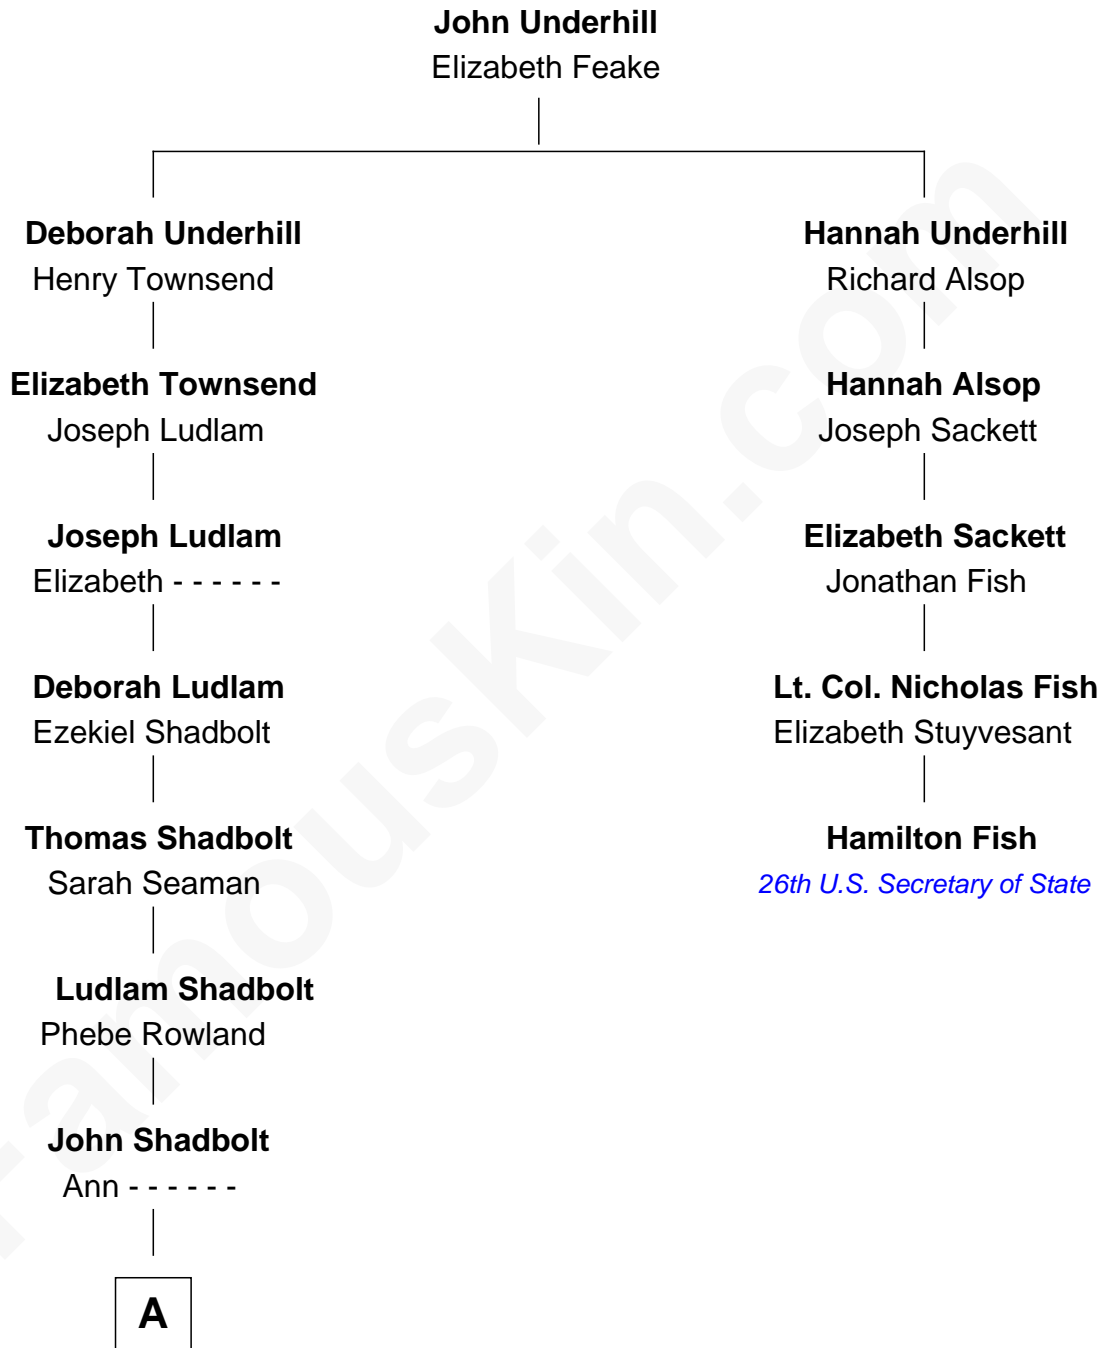 John Underhill
Elizabeth Feake
Deborah Underhill
Henry Townsend
Hannah Underhill
Richard Alsop
Elizabeth Townsend
Joseph Ludlam
Hannah Alsop
Joseph Sackett
Joseph Ludlam
Elizabeth - - - - - -
Elizabeth Sackett
Jonathan Fish
Deborah Ludlam
Ezekiel Shadbolt
Lt. Col. Nicholas Fish
Elizabeth Stuyvesant
Thomas Shadbolt
Sarah Seaman
Hamilton Fish
26th U.S. Secretary of State
Ludlam Shadbolt
Phebe Rowland
John Shadbolt
Ann - - - - - -
A
FamousKin.com